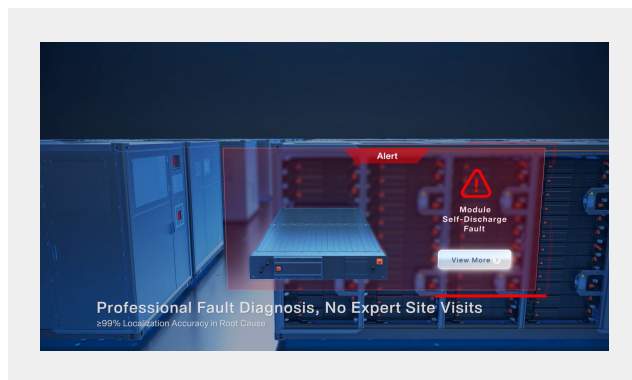 Alert
Module
Self-Discharge
Fault
View More
Professional Fault Diagnosis, No Expert Site Visits
≥99% Localization Accuracy in Root Cause